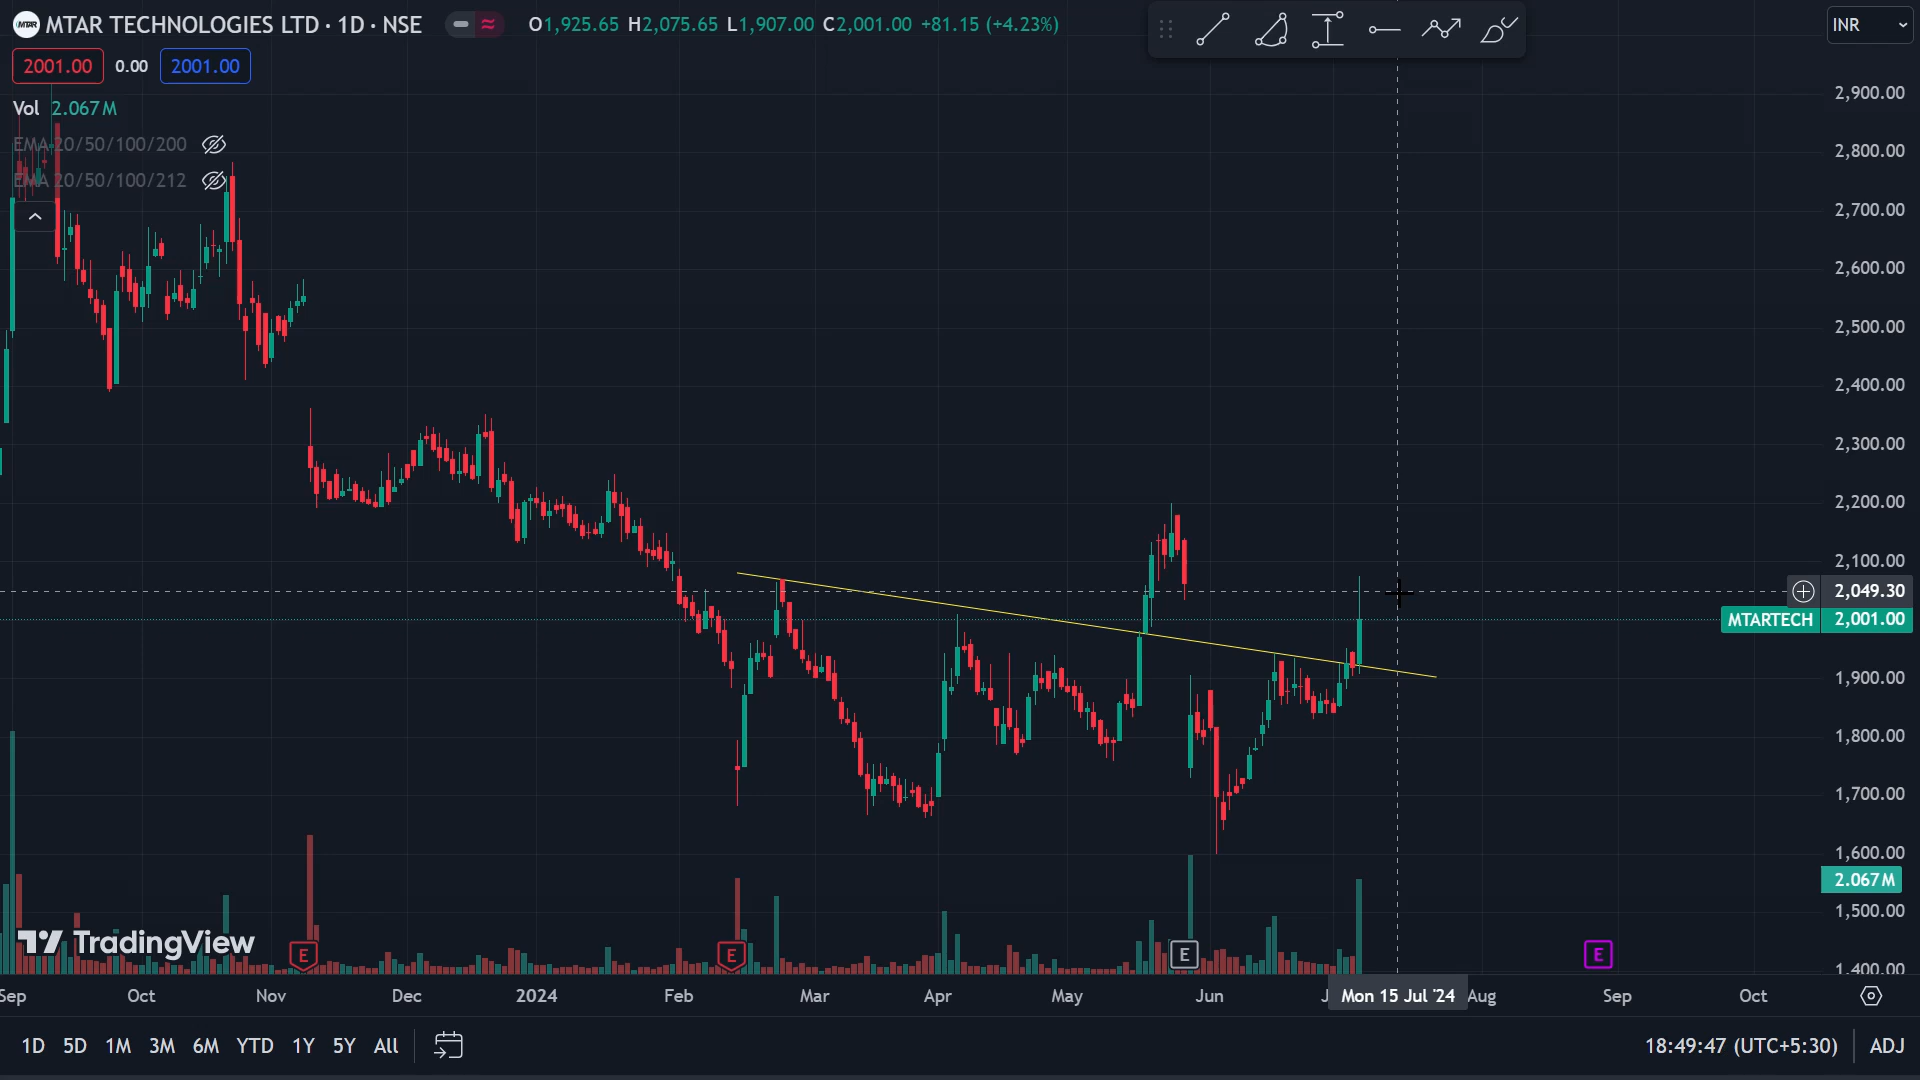 MTAR TECHNOLOGIES LTD · 1D · NSE O1,925.65 H2,075.65 L1,907.00 C2,001.00 +81.15 (+4.23%)
INR
2001.00 0.00 2001.00
Vol 2.067M
EMA 20/50/100/200
EMA 20/50/100/212
2,900.00
2,800.00
2,700.00
2,600.00
2,500.00
2,400.00
2,300.00
2,200.00
2,100.00
2,049.30
MTARTECH 2,001.00
1,900.00
1,800.00
1,700.00
1,600.00
2.067M
1,500.00
1,400.00
TradingView
E E E E
Sep Oct Nov Dec 2024 Feb Mar Apr May Jun J Mon 15 Jul '24 Aug Sep Oct
1D 5D 1M 3M 6M YTD 1Y 5Y All 18:49:47 (UTC+5:30) ADJ